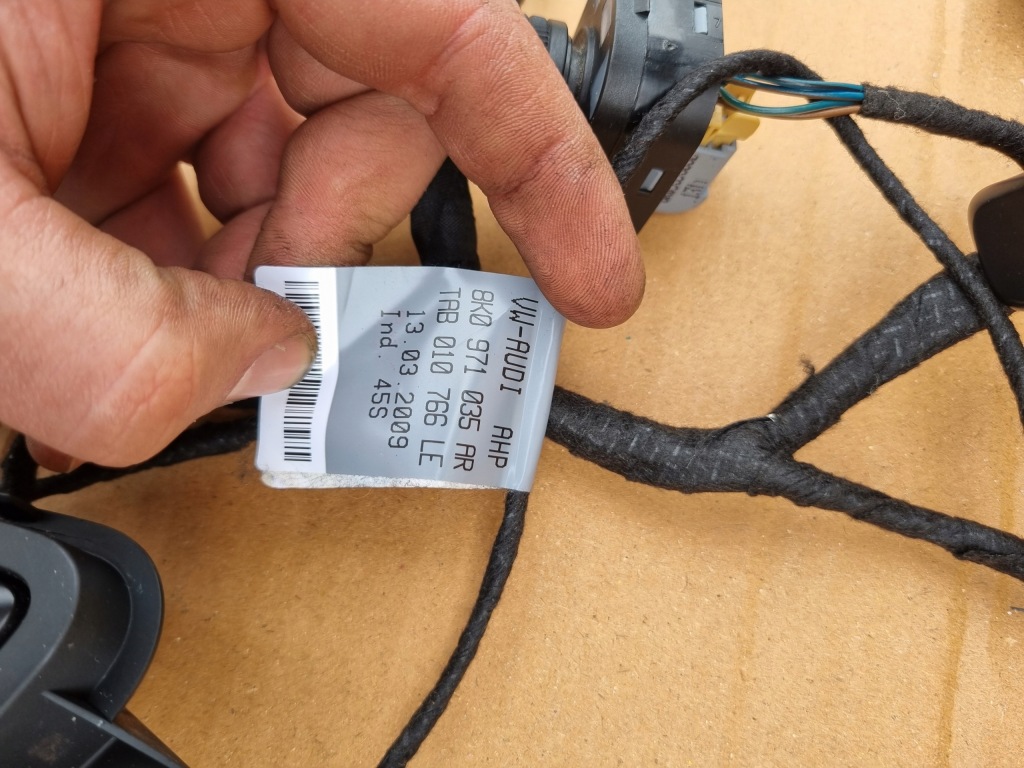 VW-AUDI AHP
8K0 971 035 AR
TAB 010 766 LE
13.03.2009
Ind. 45S